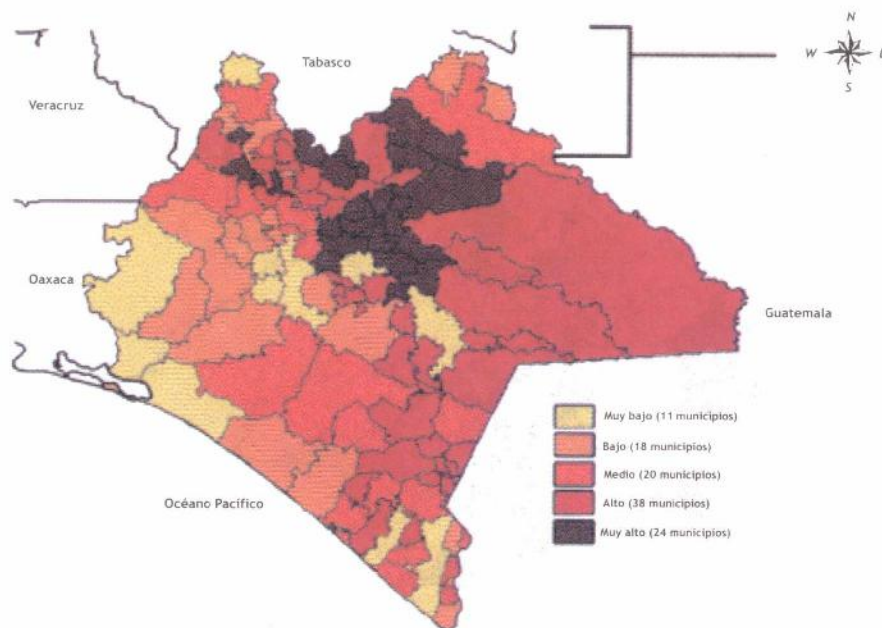 N
W
E
S
Tabasco
Veracruz
Oaxaca
Guatemala
Océano Pacífico
Muy bajo (11 municipios)
Bajo (18 municipios)
Medio (20 municipios)
Alto (38 municipios)
Muy alto (24 municipios)